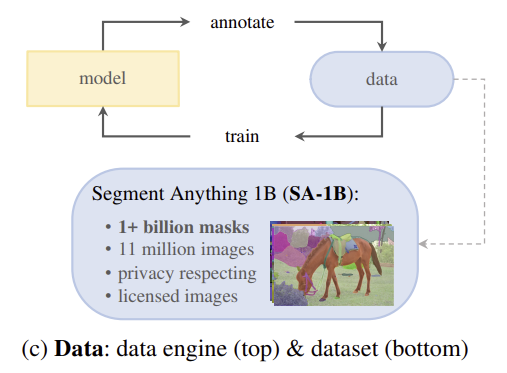 annotate
model
data
train
Segment Anything 1B (SA-1B):
• 1+ billion masks
• 11 million images
• privacy respecting
• licensed images
(c) Data: data engine (top) & dataset (bottom)